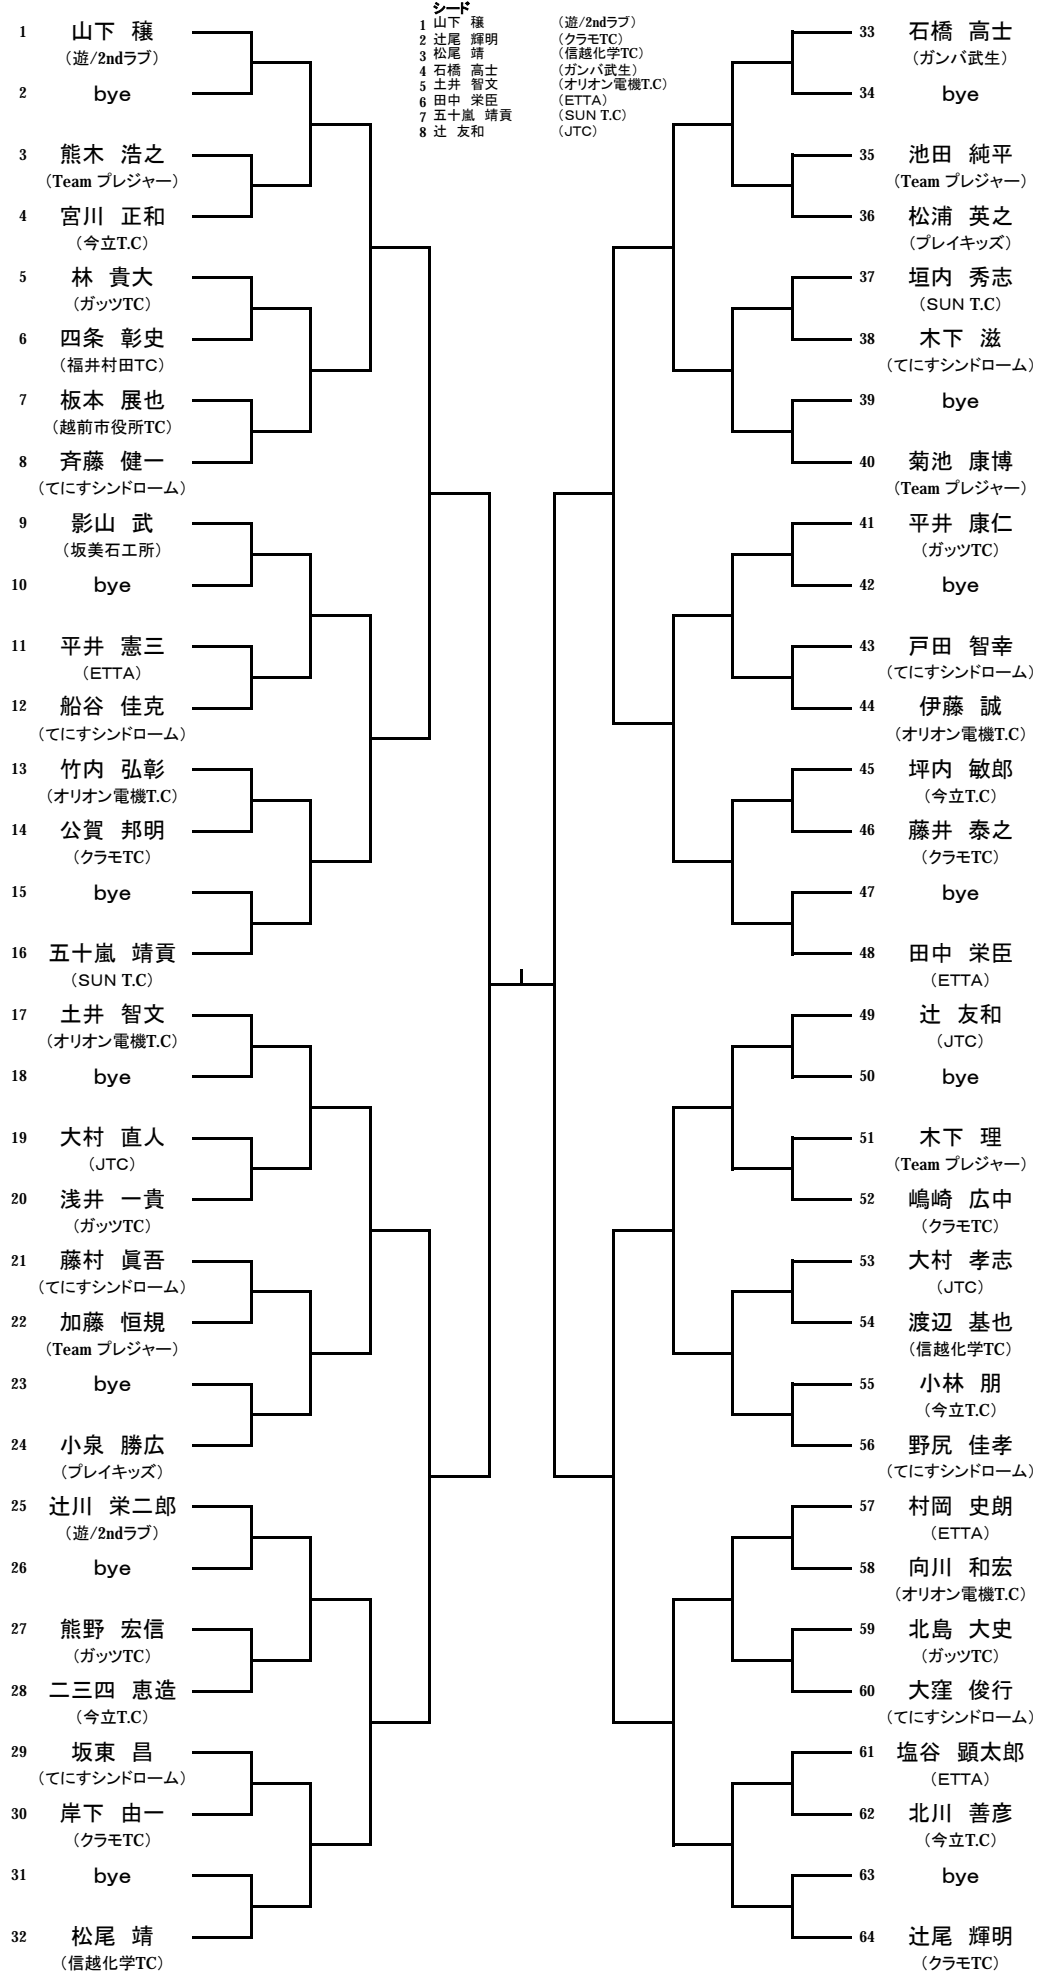 シード
1 山下 穣 （遊/2ndラブ）
2 辻尾 輝明 （クラモTC）
3 松尾 靖 （信越化学TC）
4 石橋 高士 （ガンバ武生）
5 土井 智文 （オリオン電機T.C）
6 田中 栄臣 （ETTA）
7 五十嵐 靖貢 （SUN T.C）
8 辻 友和 （JTC）
1 山下 穣
（遊/2ndラブ）
2 bye
3 熊木 浩之
（Team プレジャー）
4 宮川 正和
（今立T.C）
5 林 貴大
（ガッツTC）
6 四条 彰史
（福井村田TC）
7 板本 展也
（越前市役所TC）
8 斉藤 健一
（てにすシンドローム）
9 影山 武
（坂美石工所）
10 bye
11 平井 憲三
（ETTA）
12 船谷 佳克
（てにすシンドローム）
13 竹内 弘彰
（オリオン電機T.C）
14 公賀 邦明
（クラモTC）
15 bye
16 五十嵐 靖貢
（SUN T.C）
17 土井 智文
（オリオン電機T.C）
18 bye
19 大村 直人
（JTC）
20 浅井 一貴
（ガッツTC）
21 藤村 眞吾
（てにすシンドローム）
22 加藤 恒規
（Team プレジャー）
23 bye
24 小泉 勝広
（プレイキッズ）
25 辻川 栄二郎
（遊/2ndラブ）
26 bye
27 熊野 宏信
（ガッツTC）
28 二三四 恵造
（今立T.C）
29 坂東 昌
（てにすシンドローム）
30 岸下 由一
（クラモTC）
31 bye
32 松尾 靖
（信越化学TC）
33 石橋 高士
（ガンバ武生）
34 bye
35 池田 純平
（Team プレジャー）
36 松浦 英之
（プレイキッズ）
37 垣内 秀志
（SUN T.C）
38 木下 滋
（てにすシンドローム）
39 bye
40 菊池 康博
（Team プレジャー）
41 平井 康仁
（ガッツTC）
42 bye
43 戸田 智幸
（てにすシンドローム）
44 伊藤 誠
（オリオン電機T.C）
45 坪内 敏郎
（今立T.C）
46 藤井 泰之
（クラモTC）
47 bye
48 田中 栄臣
（ETTA）
49 辻 友和
（JTC）
50 bye
51 木下 理
（Team プレジャー）
52 嶋崎 広中
（クラモTC）
53 大村 孝志
（JTC）
54 渡辺 基也
（信越化学TC）
55 小林 朋
（今立T.C）
56 野尻 佳孝
（てにすシンドローム）
57 村岡 史朗
（ETTA）
58 向川 和宏
（オリオン電機T.C）
59 北島 大史
（ガッツTC）
60 大窪 俊行
（てにすシンドローム）
61 塩谷 顕太郎
（ETTA）
62 北川 善彦
（今立T.C）
63 bye
64 辻尾 輝明
（クラモTC）